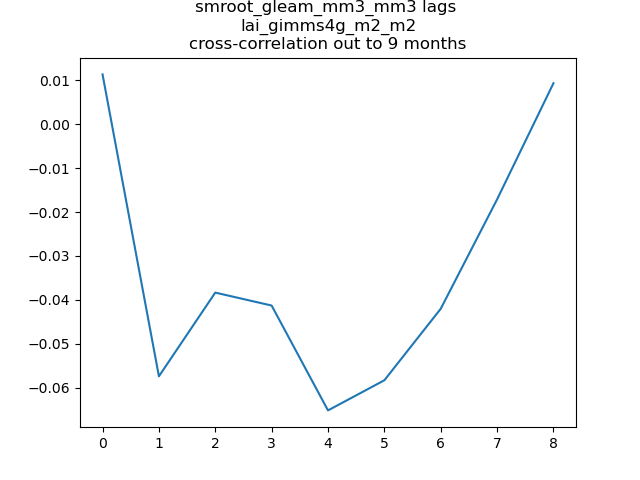 smroot_gleam_mm3_mm3 lags
lai_gimms4g_m2_m2
cross-correlation out to 9 months
0.01
0.00
−0.01
−0.02
−0.03
−0.04
−0.05
−0.06
0 1 2 3 4 5 6 7 8